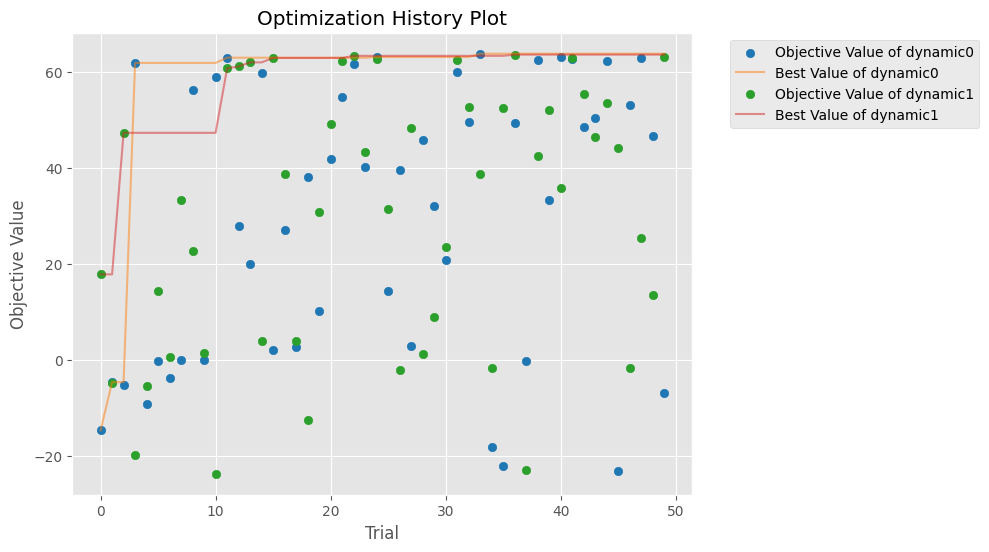 Optimization History Plot
Objective Value of dynamic0
Best Value of dynamic0
Objective Value of dynamic1
Best Value of dynamic1
Objective Value
60
40
20
0
−20
0 10 20 30 40 50
Trial